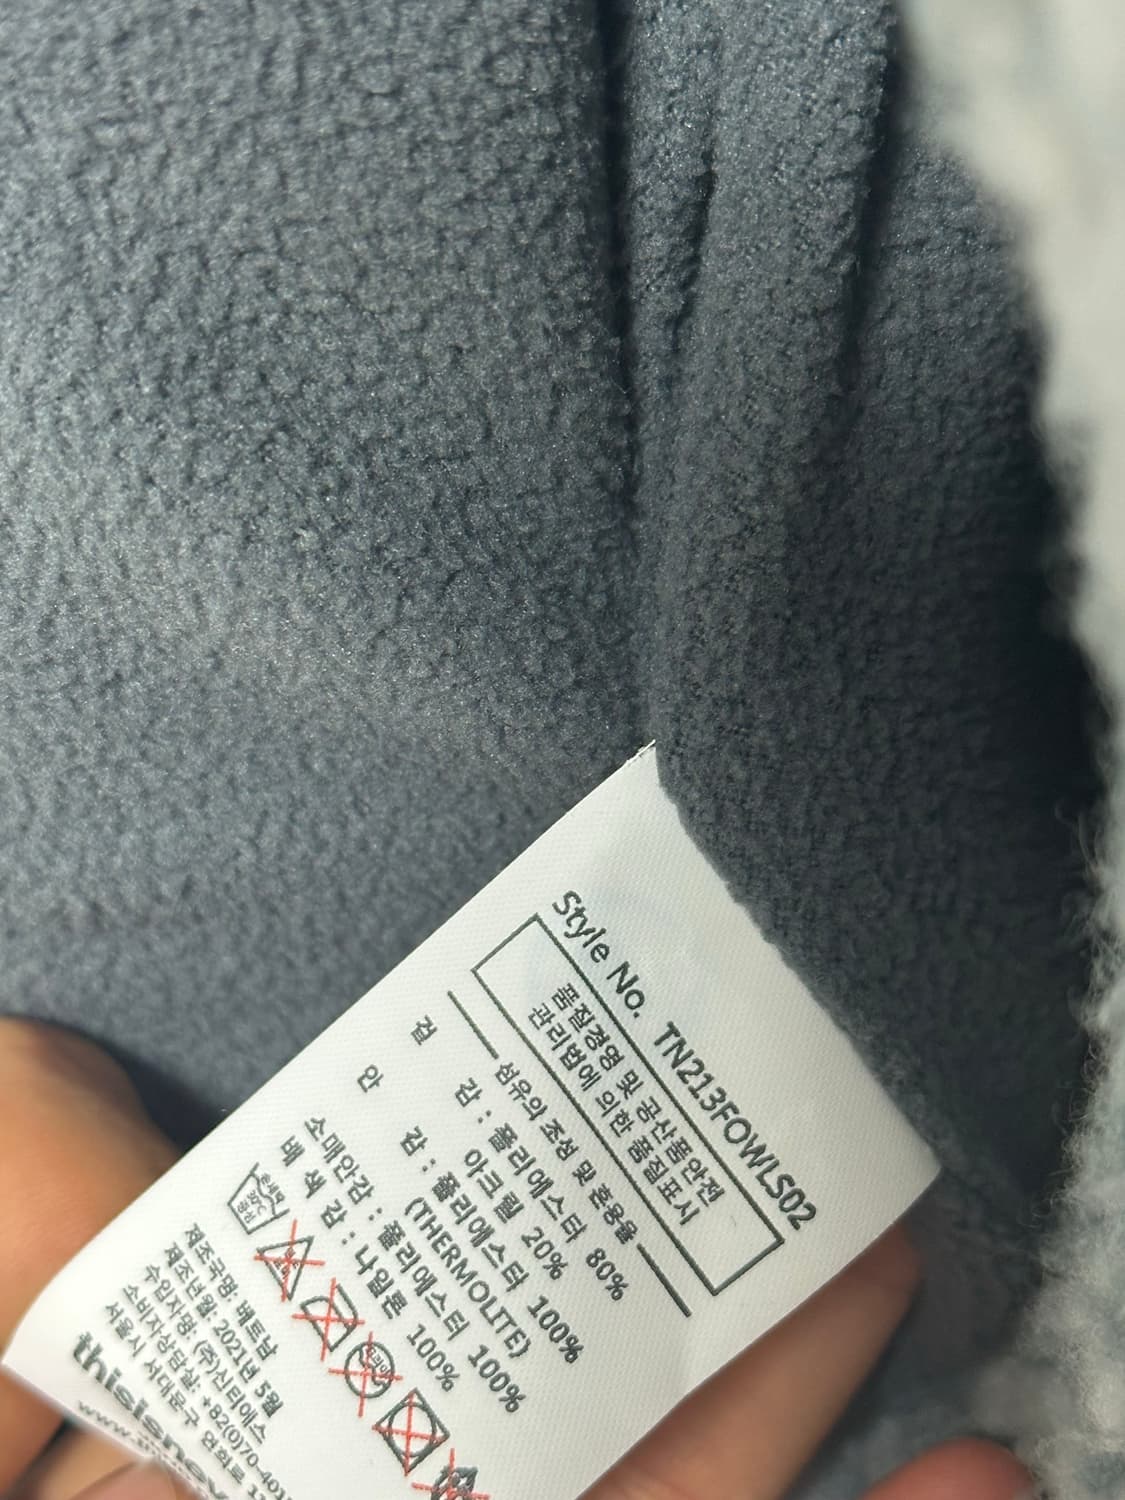 Style No. TN213FOWLS02
품질경영 및 공산품안전
관리법에 의한 품질표시
섬유의 조성 및 혼용율
겉 감 : 폴리에스터 80%
아크릴 20%
안 감 : 폴리에스터 100%
(THERMOLITE)
소매안감 : 폴리에스터 100%
배 색 감 : 나일론 100%
제조국명: 베트남
제조년월: 2021년 5월
수입자명: (주)신티에스
소비자상담실: +82(0)70-401
서울시 서대문구 연희로
thisisnev
www.thi